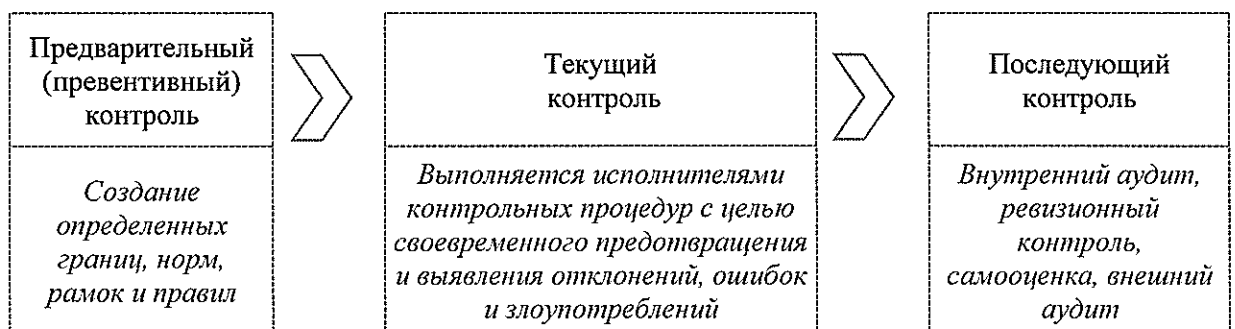 Предварительный
(превентивный)
контроль
Создание
определенных
границ, норм,
рамок и правил
Текущий
контроль
Выполняется исполнителями
контрольных процедур с целью
своевременного предотвращения
и выявления отклонений, ошибок
и злоупотреблений
Последующий
контроль
Внутренний аудит,
ревизионный
контроль,
самооценка, внешний
аудит